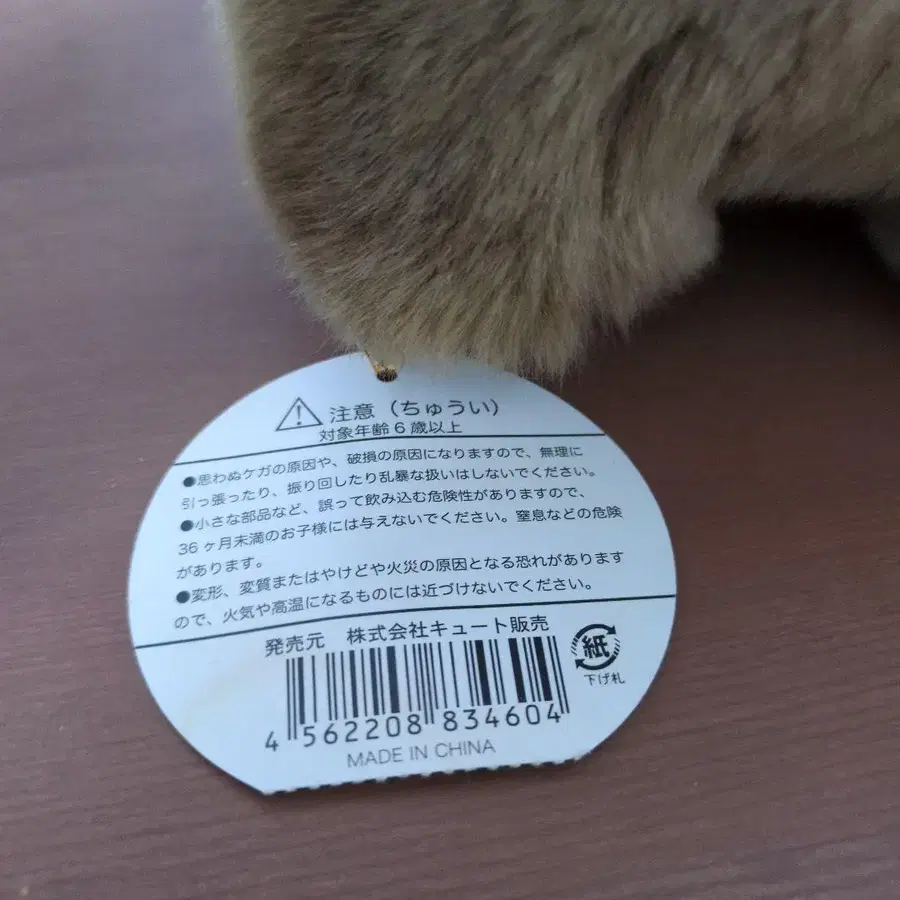 注意（ちゅうい）
対象年齢6歳以上
●思わぬケガの原因や、破損の原因になりますので、無理に
引っ張ったり、振り回したり乱暴な扱いはしないでください。
●小さな部品など、誤って飲み込む危険性がありますので、
36ヶ月未満のお子様には与えないでください。窒息などの危険
があります。
●変形、変質またはやけどや火災の原因となる恐れがあります
ので、火気や高温になるものには近づけないでください。
発売元　株式会社キュート販売
紙
下げ札
4 562208 834604
MADE IN CHINA